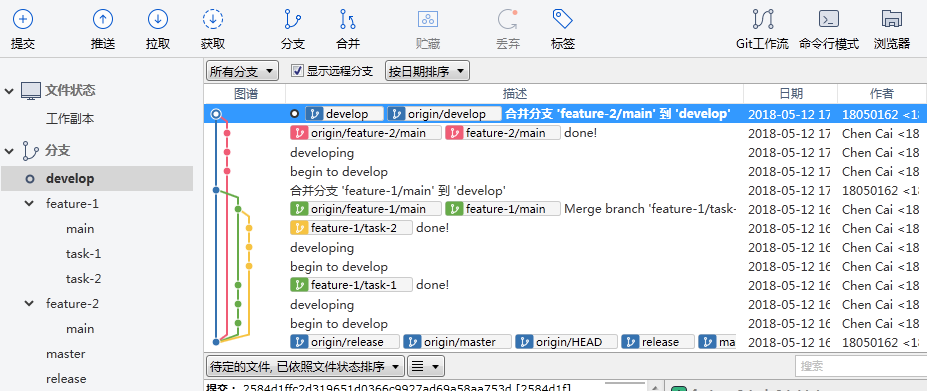 提交 推送 拉取 获取 分支 合并 贮藏 丢弃 标签 Git工作流 命令行模式 浏览器
所有分支 显示远程分支 按日期排序
文件状态
工作副本
分支
develop
feature-1
main
task-1
task-2
feature-2
main
master
release
图谱 描述 日期 作者
develop origin/develop 合并分支 'feature-2/main' 到 'develop' 2018-05-12 17 18050162 <18
origin/feature-2/main feature-2/main done! 2018-05-12 17 Chen Cai <18
developing 2018-05-12 17 Chen Cai <18
begin to develop 2018-05-12 17 Chen Cai <18
合并分支 'feature-1/main' 到 'develop' 2018-05-12 17 18050162 <18
origin/feature-1/main feature-1/main Merge branch 'feature-1/task- 2018-05-12 16 Chen Cai <18
feature-1/task-2 done! 2018-05-12 16 Chen Cai <18
developing 2018-05-12 16 Chen Cai <18
begin to develop 2018-05-12 16 Chen Cai <18
feature-1/task-1 done! 2018-05-12 16 Chen Cai <18
developing 2018-05-12 16 Chen Cai <18
begin to develop 2018-05-12 16 Chen Cai <18
origin/release origin/master origin/HEAD release ma 2018-05-12 16 18050162 <18
待定的文件, 已依照文件状态排序 搜索